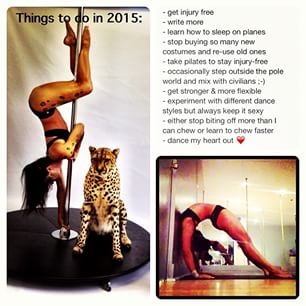 Things to do in 2015:
- get injury free
- write more
- learn how to sleep on planes
- stop buying so many new
costumes and re-use old ones
- take pilates to stay injury-free
- occasionally step outside the pole
world and mix with civilians ;-)
- get stronger & more flexible
- experiment with different dance
styles but always keep it sexy
- either stop biting off more than I
can chew or learn to chew faster
- dance my heart out ❤️